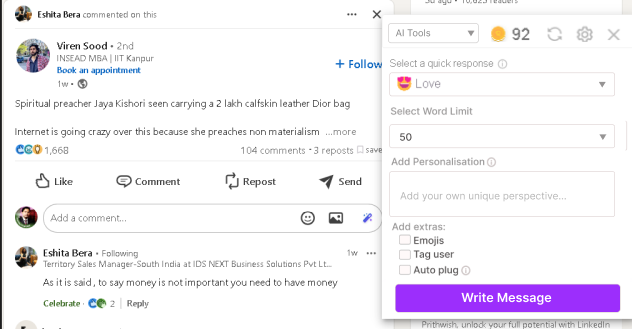 5d ago • 10,625 readers
Eshita Bera commented on this
Viren Sood • 2nd
INSEAD MBA | IIT Kanpur
Book an appointment
1w •
+ Follow
Spiritual preacher Jaya Kishori seen carrying a 2 lakh calfskin leather Dior bag
Internet is going crazy over this because she preaches non materialism ...more
1,668
104 comments • 3 reposts
save
Like
Comment
Repost
Send
Add a comment...
Eshita Bera • Following
1w
Territory Sales Manager-South India at IDS NEXT Business Solutions Pvt Lt...
As it is said , to say money is not important you need to have money
Celebrate · 2 | Reply
AI Tools
92
Select a quick response
Love
Select Word Limit
50
Add Personalisation
Add your own unique perspective...
Add extras:
Emojis
Tag user
Auto plug
Write Message
Prthwish, unlock your full potential with LinkedIn